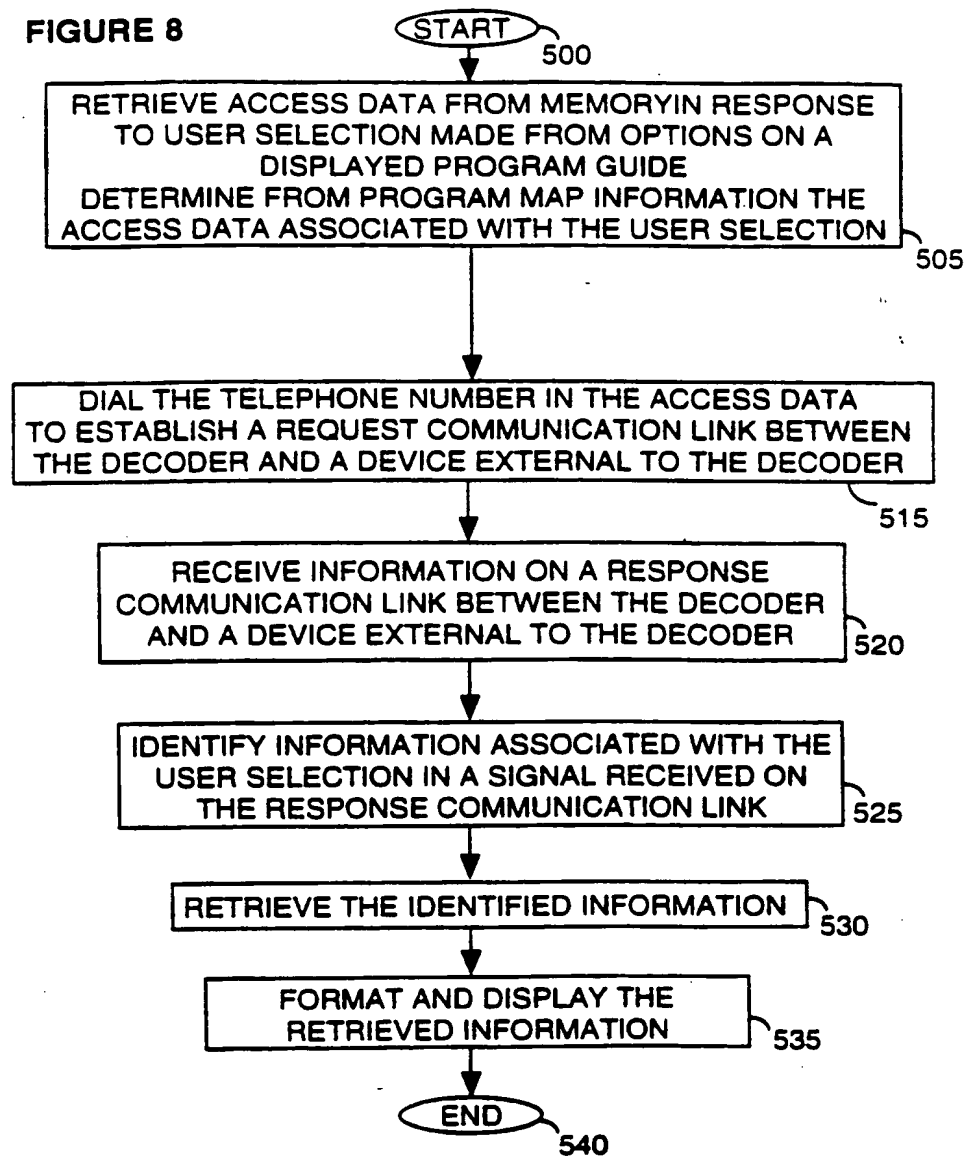 FIGURE 8
START
500
RETRIEVE ACCESS DATA FROM MEMORYIN RESPONSE
TO USER SELECTION MADE FROM OPTIONS ON A
DISPLAYED PROGRAM GUIDE
DETERMINE FROM PROGRAM MAP INFORMATION THE
ACCESS DATA ASSOCIATED WITH THE USER SELECTION
505
DIAL THE TELEPHONE NUMBER IN THE ACCESS DATA
TO ESTABLISH A REQUEST COMMUNICATION LINK BETWEEN
THE DECODER AND A DEVICE EXTERNAL TO THE DECODER
515
RECEIVE INFORMATION ON A RESPONSE
COMMUNICATION LINK BETWEEN THE DECODER
AND A DEVICE EXTERNAL TO THE DECODER
520
IDENTIFY INFORMATION ASSOCIATED WITH THE
USER SELECTION IN A SIGNAL RECEIVED ON
THE RESPONSE COMMUNICATION LINK
525
RETRIEVE THE IDENTIFIED INFORMATION
530
FORMAT AND DISPLAY THE
RETRIEVED INFORMATION
535
END
540